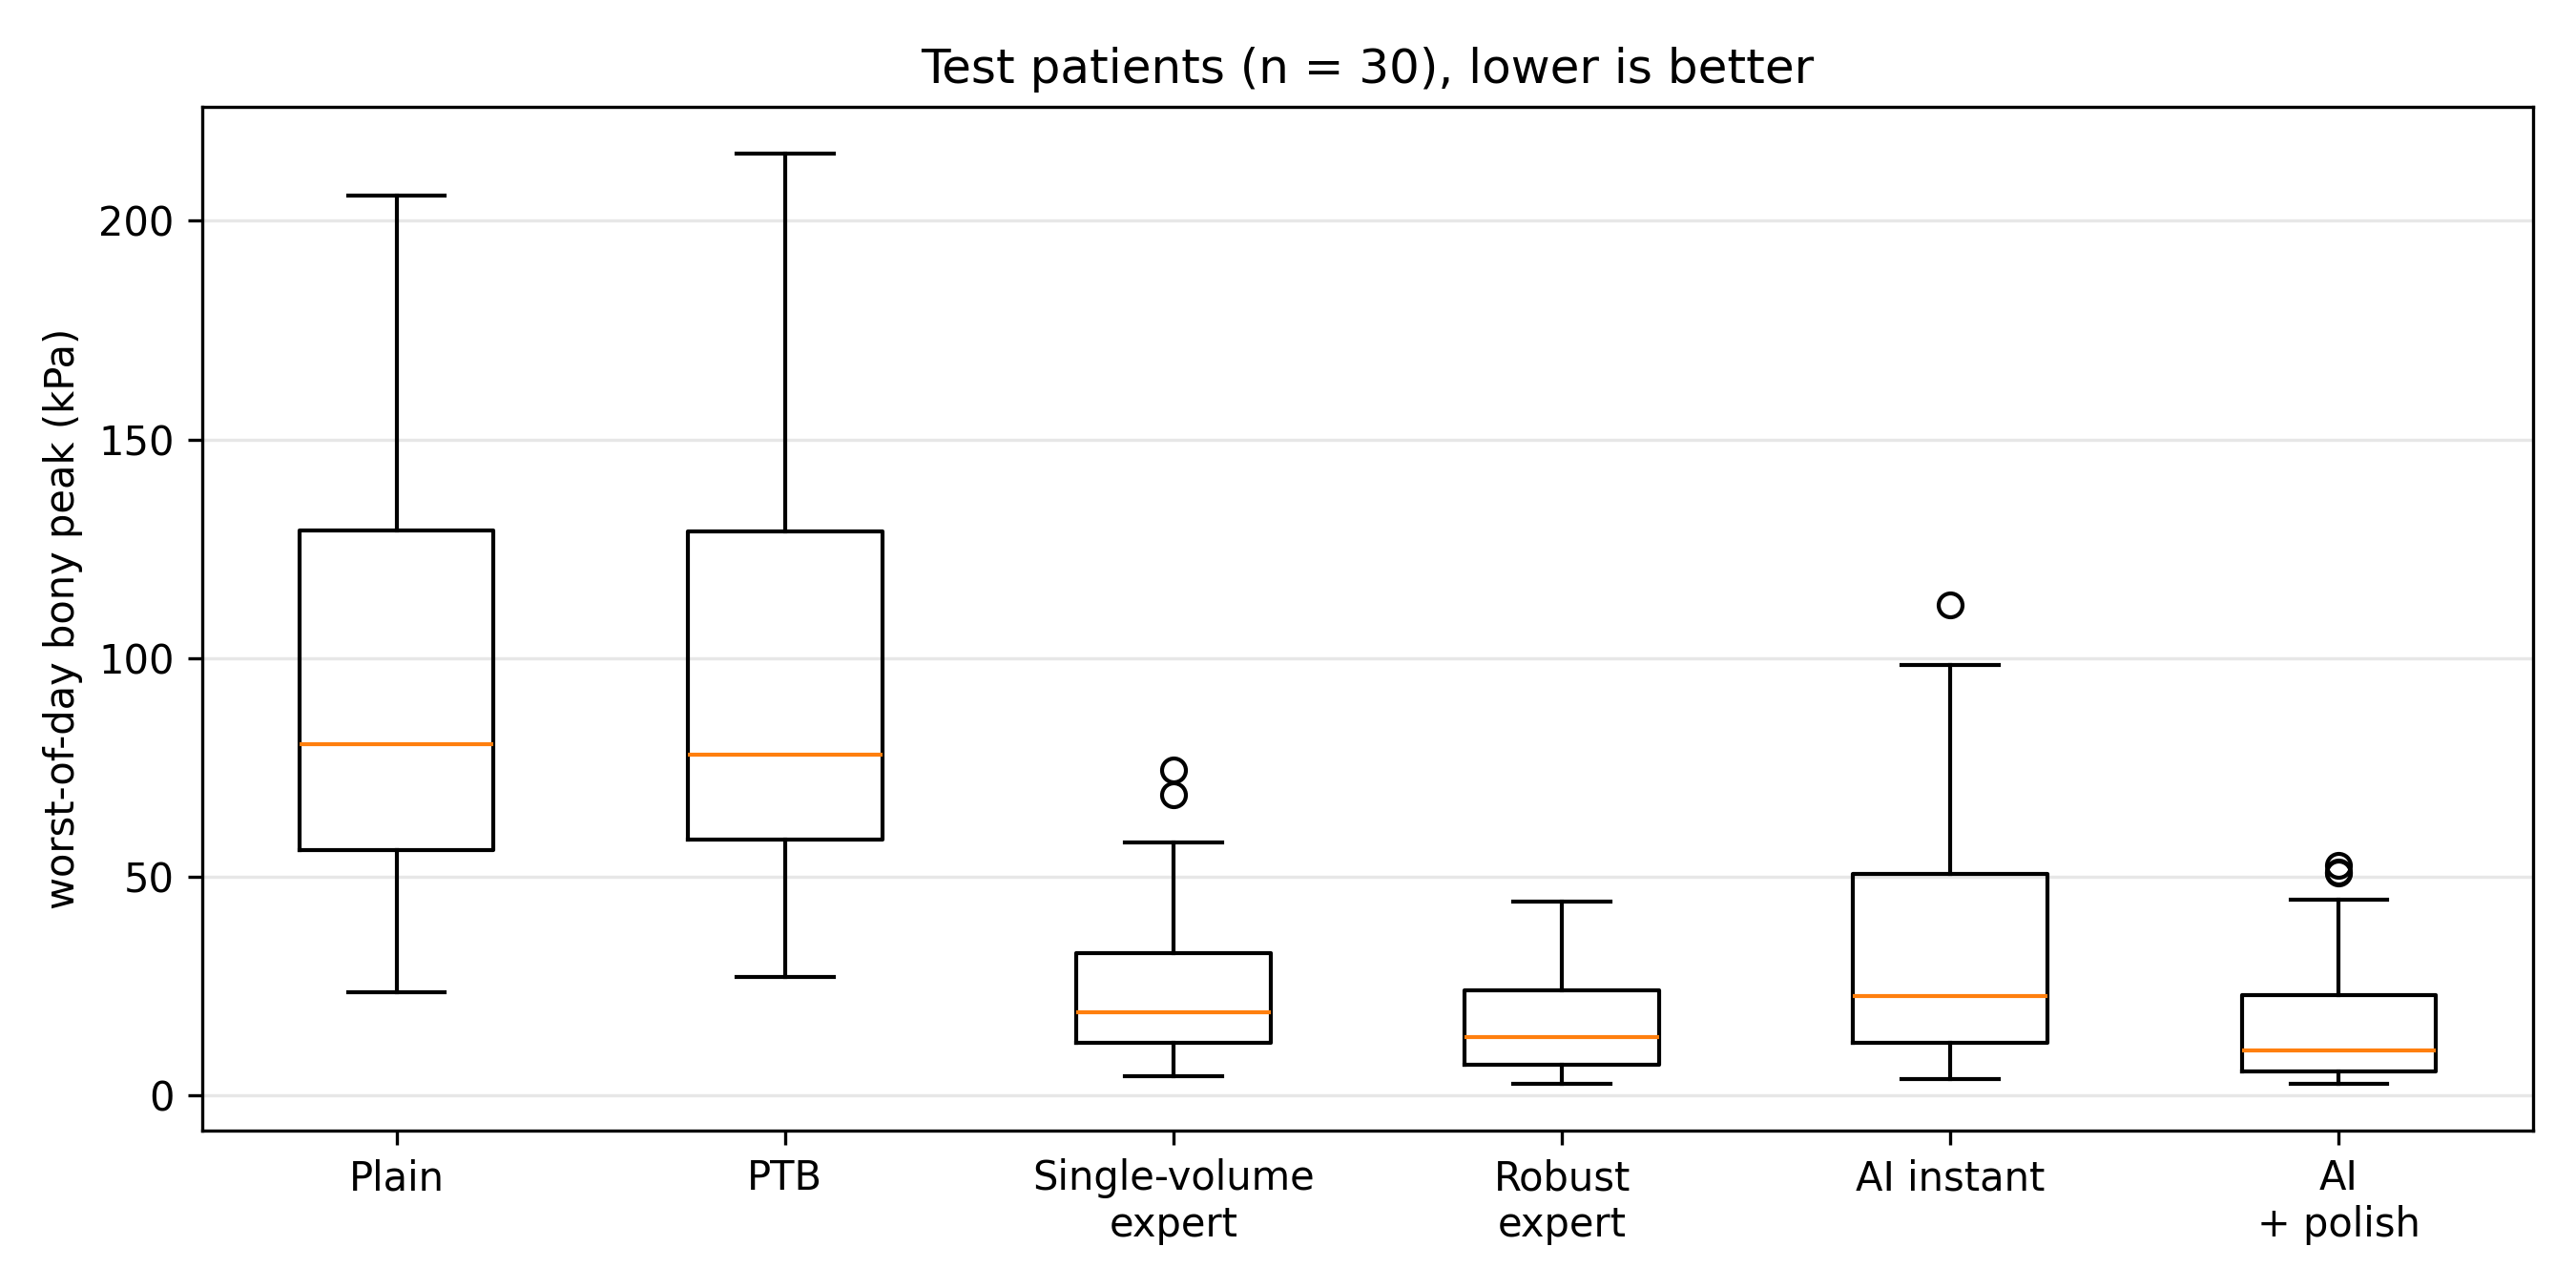 Test patients (n = 30), lower is better
worst-of-day bony peak (kPa)
200
150
100
50
0
Plain
PTB
Single-volume
expert
Robust
expert
AI instant
AI
+ polish